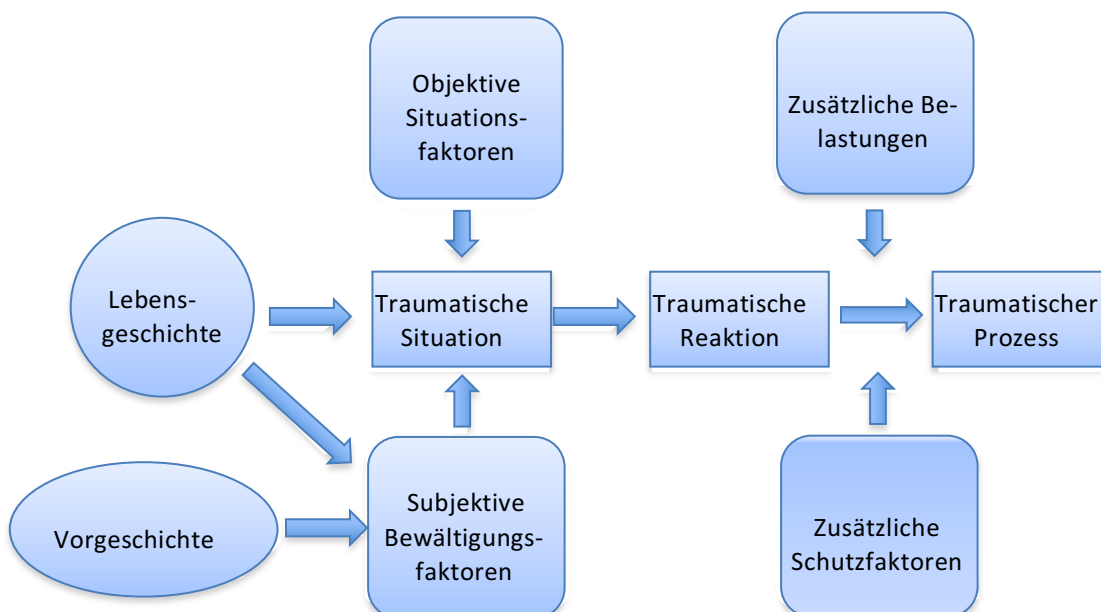 Objektive
Situations-
faktoren
Zusätzliche Be-
lastungen
Lebens-
geschichte
Traumatische
Situation
Traumatische
Reaktion
Traumatischer
Prozess
Vorgeschichte
Subjektive
Bewältigungs-
faktoren
Zusätzliche
Schutzfaktoren